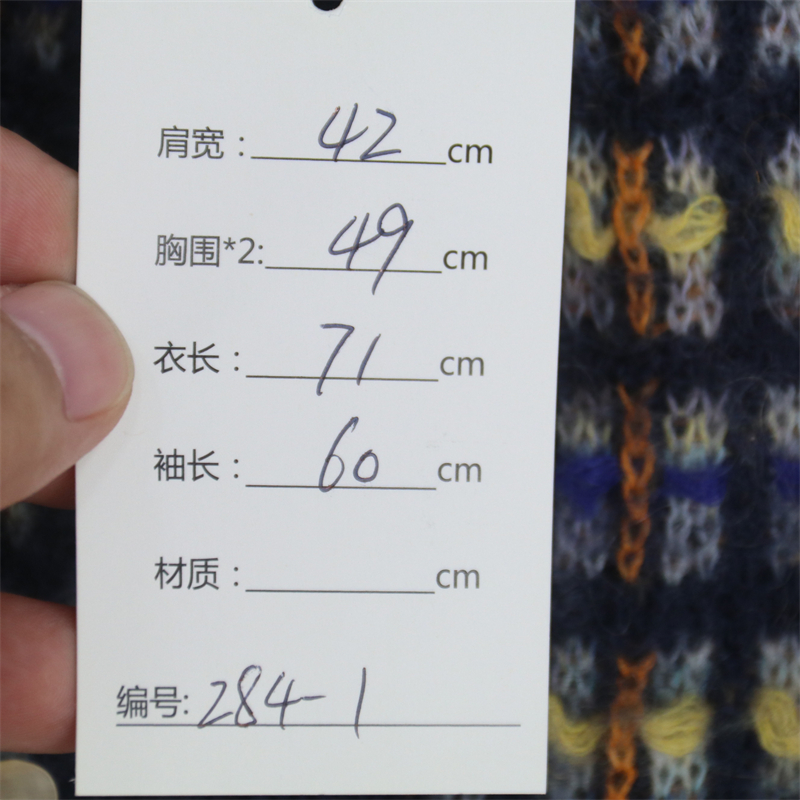 肩宽：42cm
胸围*2:49cm
衣长：71cm
袖长：60cm
材质：cm
编号:284-1